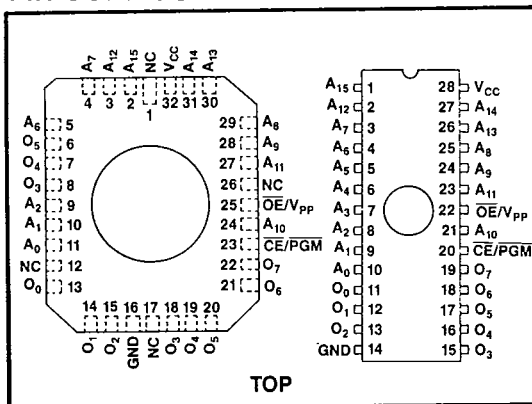 A7 A12 A15 NC VCC A14 A13
4 3 2 1 32 31 30
A6 5
O5 6
O4 7
O3 8
A2 9
A1 10
A0 11
NC 12
O0 13
29 A8
28 A9
27 A11
26 NC
25 O̅E̅/VPP
24 A10
23 C̅E̅/P̅G̅M̅
22 O7
21 O6
14 15 16 17 18 19 20
O1 O2 GND NC O3 O4 O5
A15 1 28 VCC
A12 2 27 A14
A7 3 26 A13
A6 4 25 A8
A5 5 24 A9
A4 6 23 A11
A3 7 22 O̅E̅/VPP
A2 8 21 A10
A1 9 20 C̅E̅/P̅G̅M̅
A0 10 19 O7
O0 11 18 O6
O1 12 17 O5
O2 13 16 O4
GND 14 15 O3
TOP